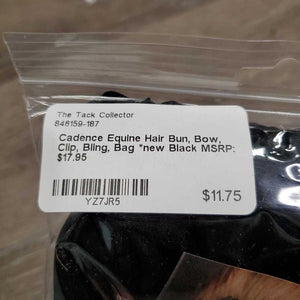 The Tack Collector
846159-187
Cadence Equine Hair Bun, Bow,
Clip, Bling, Bag *new Black MSRP:
$17.95
YZ7JR5
$11.75